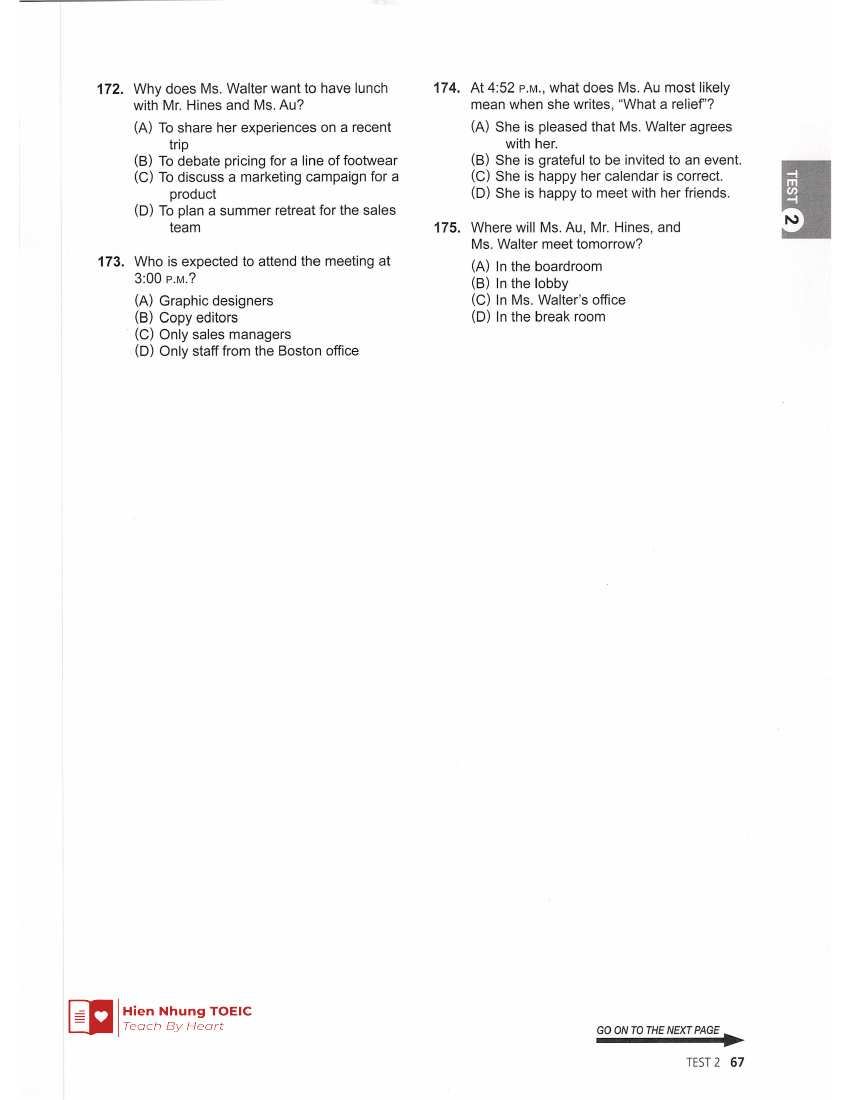 172. Why does Ms. Walter want to have lunch
with Mr. Hines and Ms. Au?
(A) To share her experiences on a recent
trip
(B) To debate pricing for a line of footwear
(C) To discuss a marketing campaign for a
product
(D) To plan a summer retreat for the sales
team
173. Who is expected to attend the meeting at
3:00 P.M.?
(A) Graphic designers
(B) Copy editors
(C) Only sales managers
(D) Only staff from the Boston office
174. At 4:52 P.M., what does Ms. Au most likely
mean when she writes, “What a relief”?
(A) She is pleased that Ms. Walter agrees
with her.
(B) She is grateful to be invited to an event.
(C) She is happy her calendar is correct.
(D) She is happy to meet with her friends.
175. Where will Ms. Au, Mr. Hines, and
Ms. Walter meet tomorrow?
(A) In the boardroom
(B) In the lobby
(C) In Ms. Walter’s office
(D) In the break room
TEST 2
Hien Nhung TOEIC
Teach By Heart
GO ON TO THE NEXT PAGE
TEST 2 67